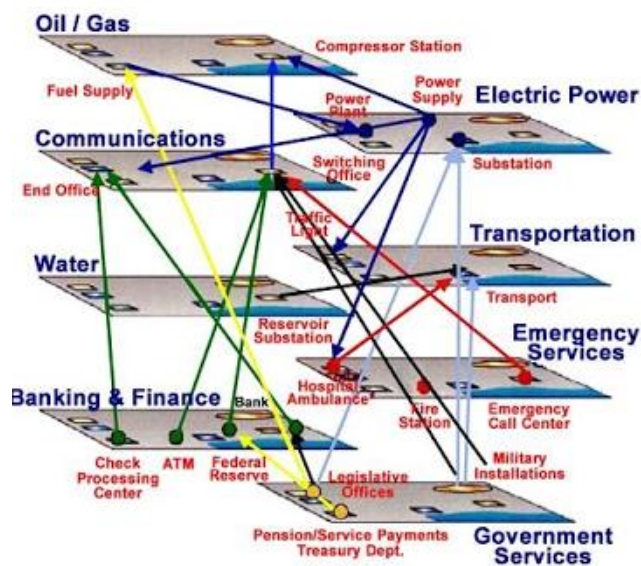 Oil / Gas
Compressor Station
Fuel Supply
Power
Supply
Electric Power
Power
Plant
Communications
Switching
Office
Substation
End Office
Traffic
Light
Transportation
Water
Transport
Reservoir
Substation
Emergency
Services
Banking & Finance
Bank
Hospital
Ambulance
Fire
Station
Emergency
Call Center
Check
Processing
Center
ATM
Federal
Reserve
Legislative
Offices
Military
Installations
Pension/Service Payments
Treasury Dept.
Government
Services